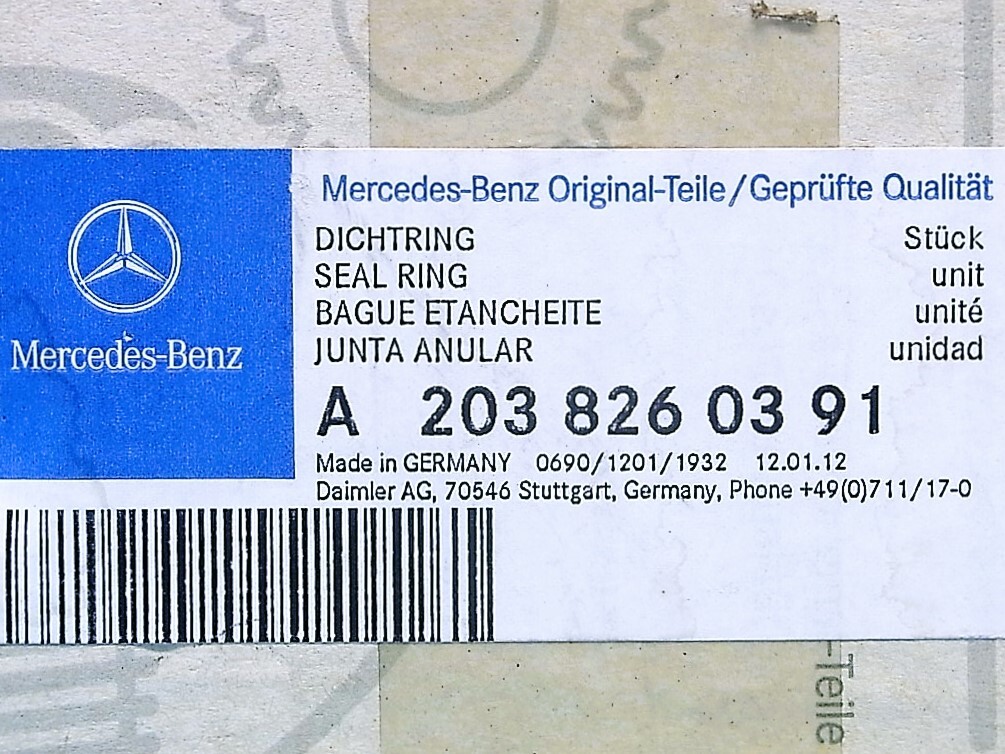 Mercedes-Benz Original-Teile/Geprüfte Qualität
DICHTRING Stück
SEAL RING unit
BAGUE ETANCHEITE unité
JUNTA ANULAR unidad
Mercedes-Benz
A 203 826 03 91
Made in GERMANY 0690/1201/1932 12.01.12
Daimler AG, 70546 Stuttgart, Germany, Phone +49(0)711/17-0
-Teile